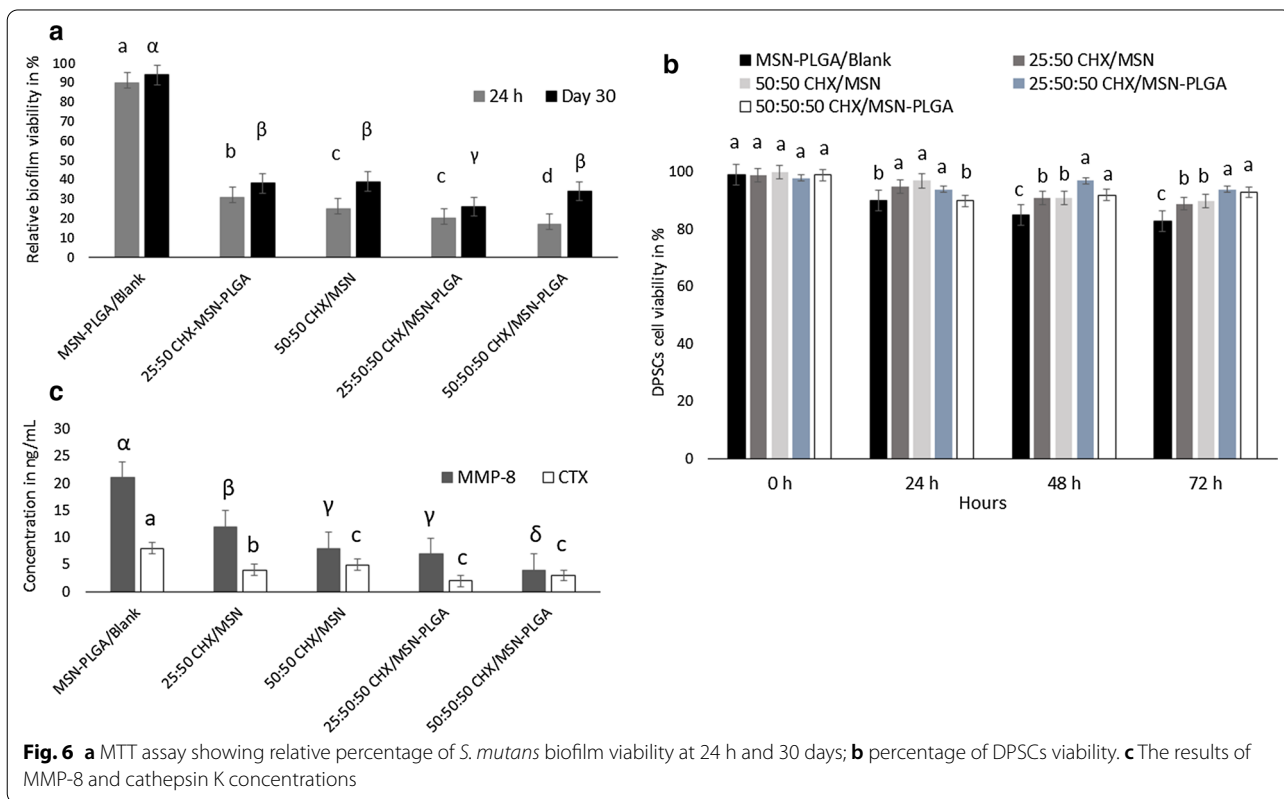 a
a α
b β
c β
c γ
d β
Relative biofilm viability in %
100
90
80
70
60
50
40
30
20
10
0
24 h Day 30
MSN-PLGA/Blank
25:50 CHX-MSN-PLGA
50:50 CHX/MSN
25:50:50 CHX/MSN-PLGA
50:50:50 CHX/MSN-PLGA
b
MSN-PLGA/Blank 25:50 CHX/MSN
50:50 CHX/MSN 25:50:50 CHX/MSN-PLGA
50:50:50 CHX/MSN-PLGA
a a a a a
b a a a b
c b b a a
c b b a a
DPSCs cell viability in %
100
80
60
40
20
0
0 h 24 h 48 h 72 h
Hours
c
Concentration in ng/mL
30
25
20
15
10
5
0
MMP-8 CTX
α a
β b
γ c
γ c
δ c
MSN-PLGA/Blank
25:50 CHX/MSN
50:50 CHX/MSN
25:50:50 CHX/MSN-PLGA
50:50:50 CHX/MSN-PLGA
Fig. 6 a MTT assay showing relative percentage of S. mutans biofilm viability at 24 h and 30 days; b percentage of DPSCs viability. c The results of
MMP-8 and cathepsin K concentrations